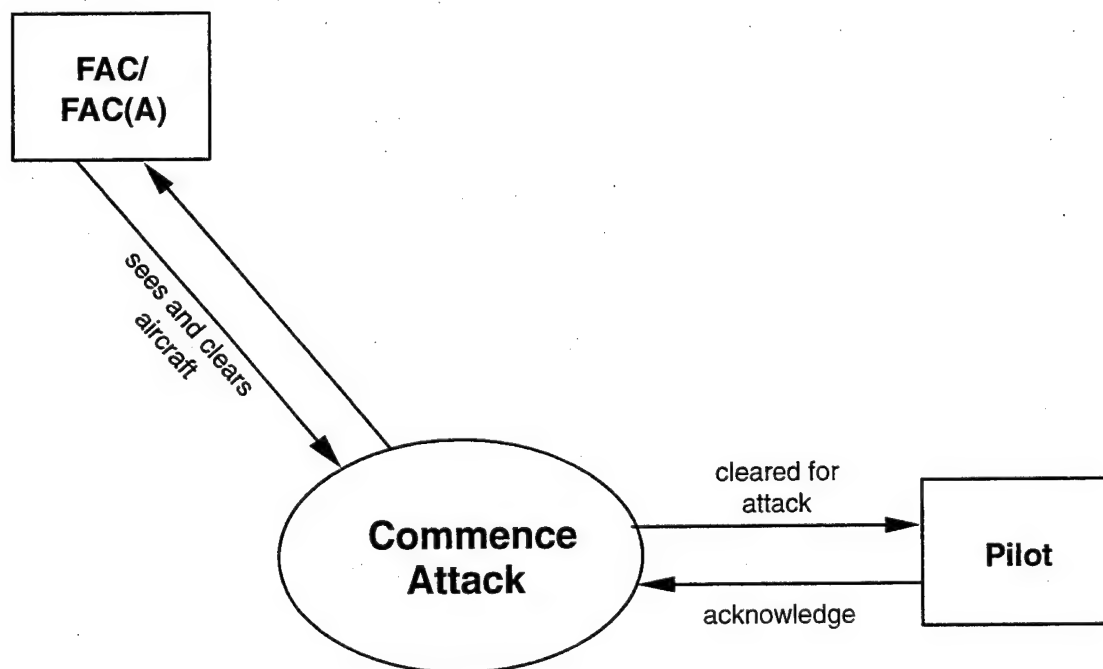 FAC/
FAC(A)
sees and clears
aircraft
cleared for
attack
Commence
Attack
Pilot
acknowledge